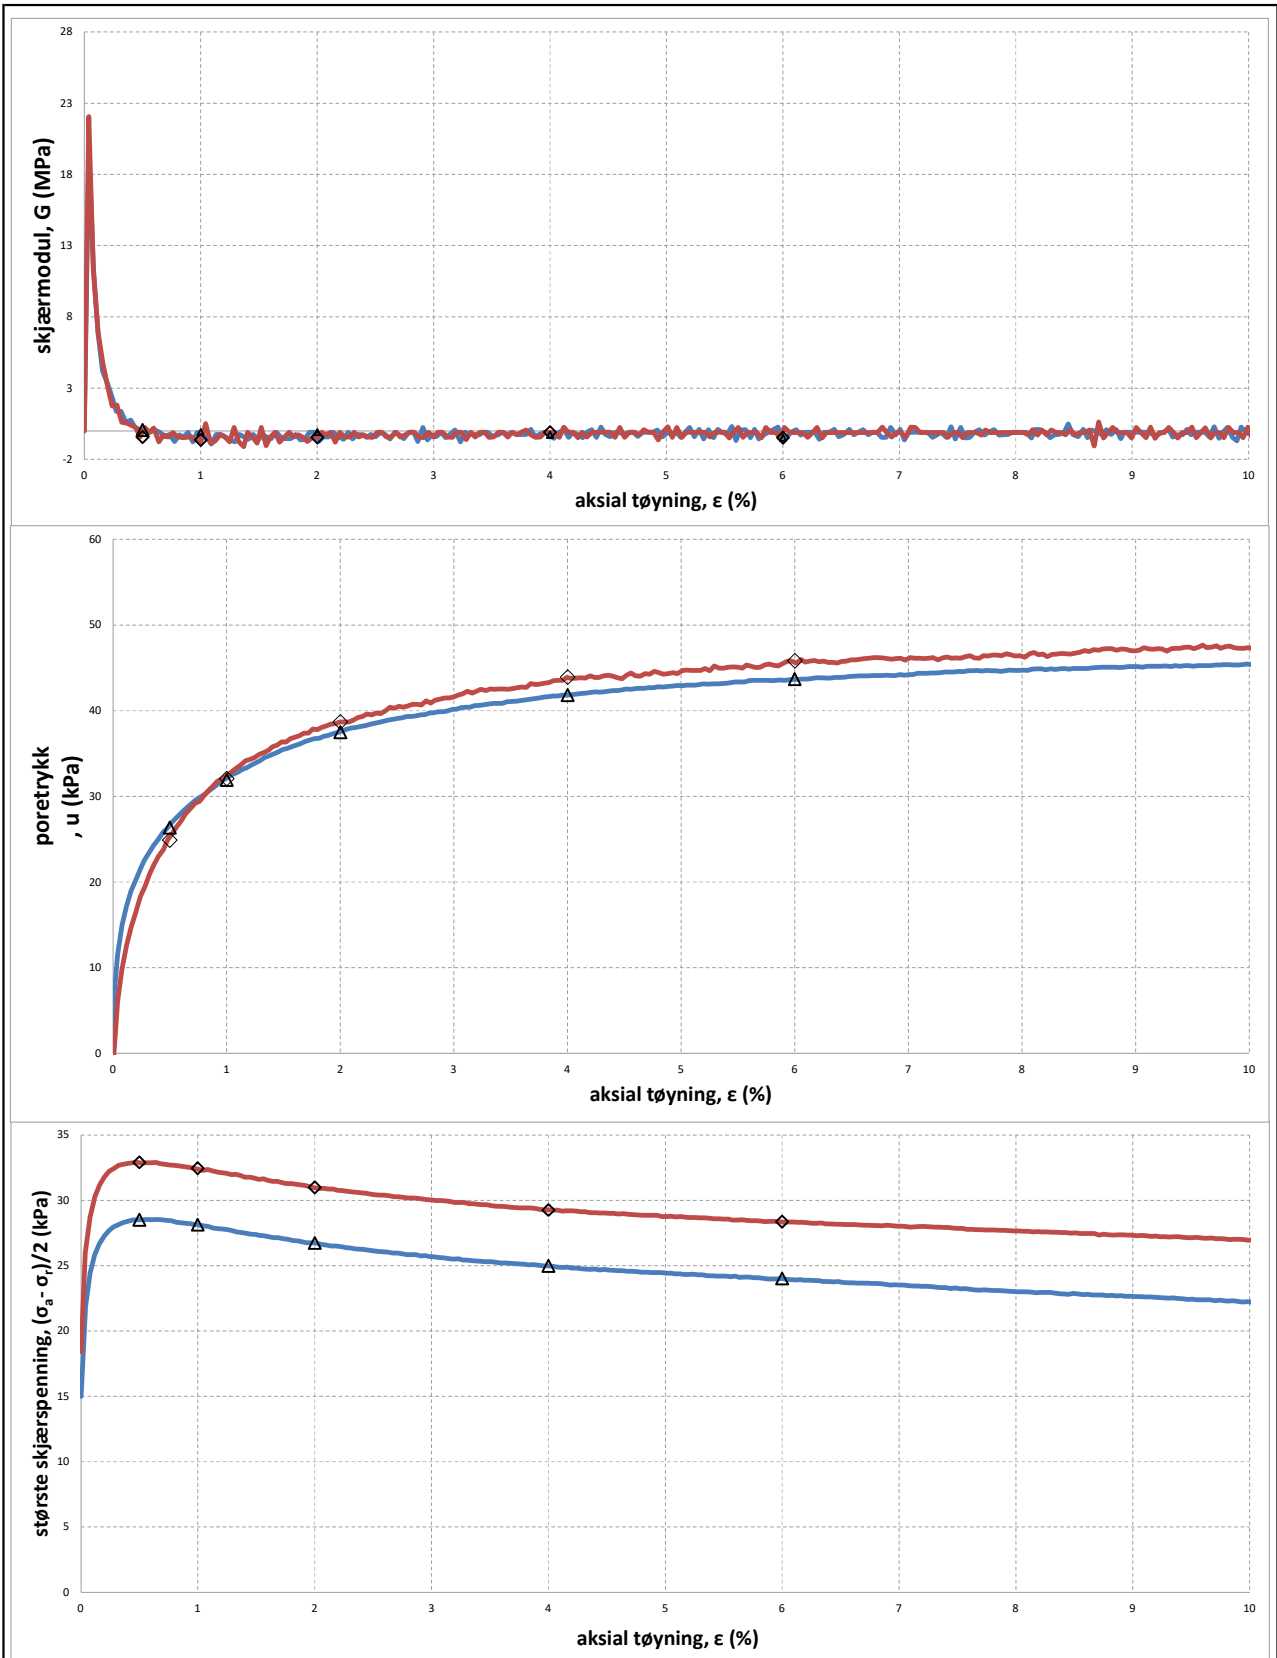 28
23
18
13
8
3
-2
skjærmodul, G (MPa)
0 1 2 3 4 5 6 7 8 9 10
aksial tøyning, ε (%)
60
50
40
30
20
10
0
poretrykk
, u (kPa)
0 1 2 3 4 5 6 7 8 9 10
aksial tøyning, ε (%)
35
30
25
20
15
10
5
0
største skjærspenning, (σa- σr)/2 (kPa)
0 1 2 3 4 5 6 7 8 9 10
aksial tøyning, ε (%)